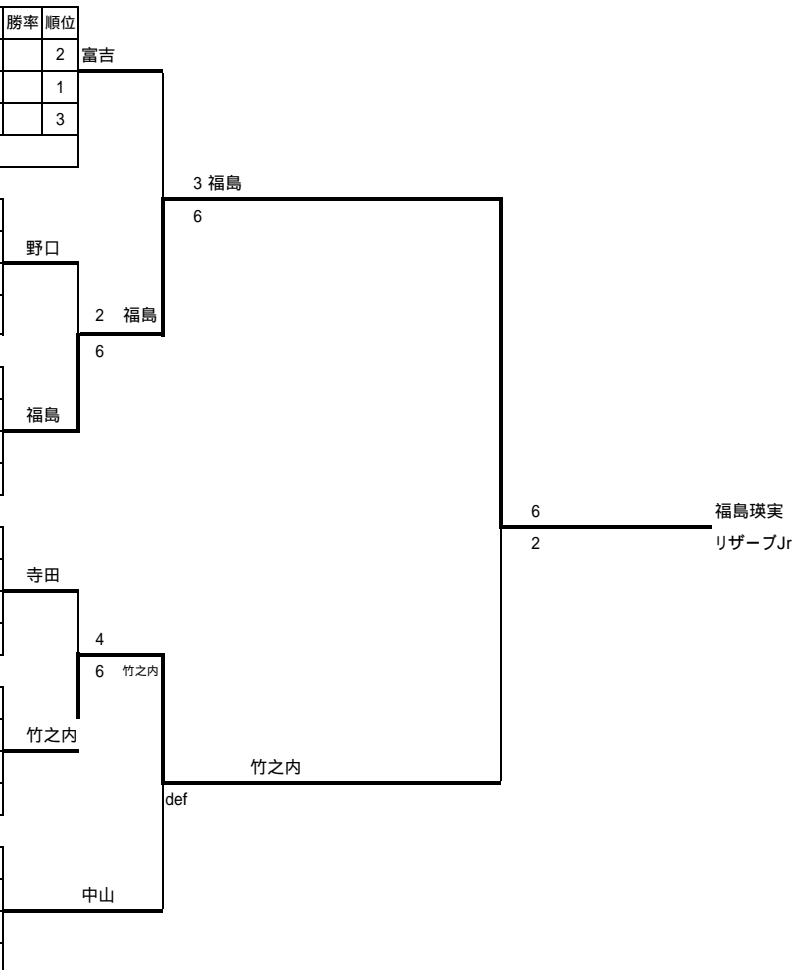 勝率 順位
2 富吉
1
3
3 福島
6
野口
2 福島
6
福島
6 福島瑛実
2 リザーブJr
寺田
4
6 竹之内
竹之内
竹之内
def
中山